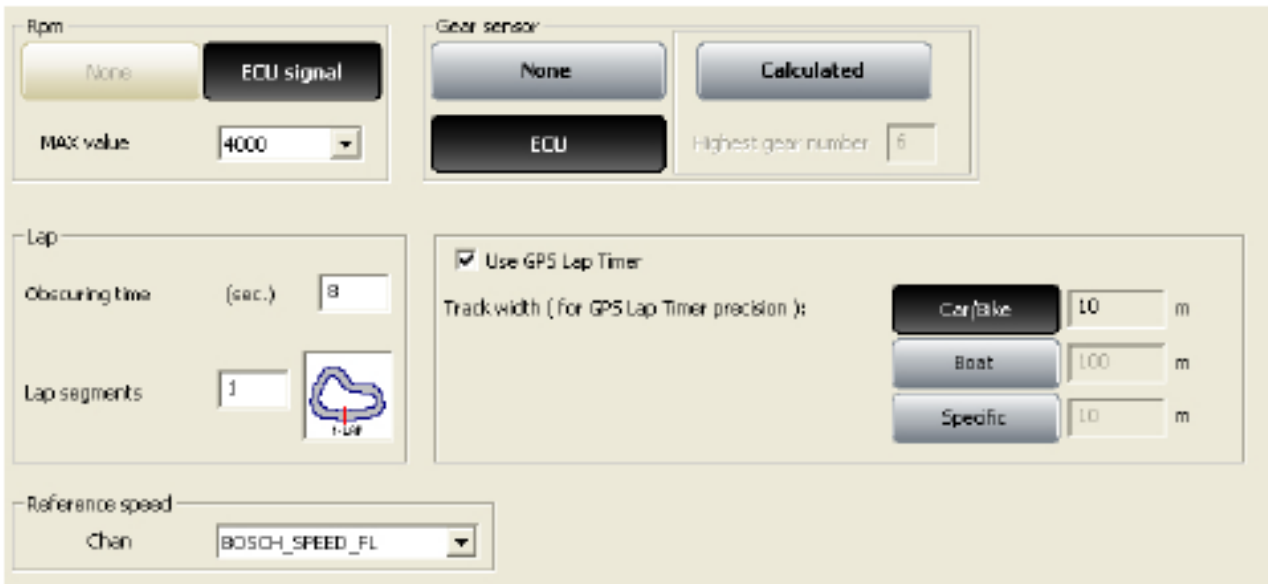 Rpm
None
ECU signal
MAX value
4000
Gear sensor
None
Calculated
ECU
Highest gear number
6
Lap
Obscuring time (sec.)
8
Lap segments
1
1-LAP
Use GPS Lap Timer
Track width ( for GPS Lap Timer precision ):
Car/Bike
10 m
Boat
100 m
Specific
10 m
Reference speed
Chan
BOSCH_SPEED_FL